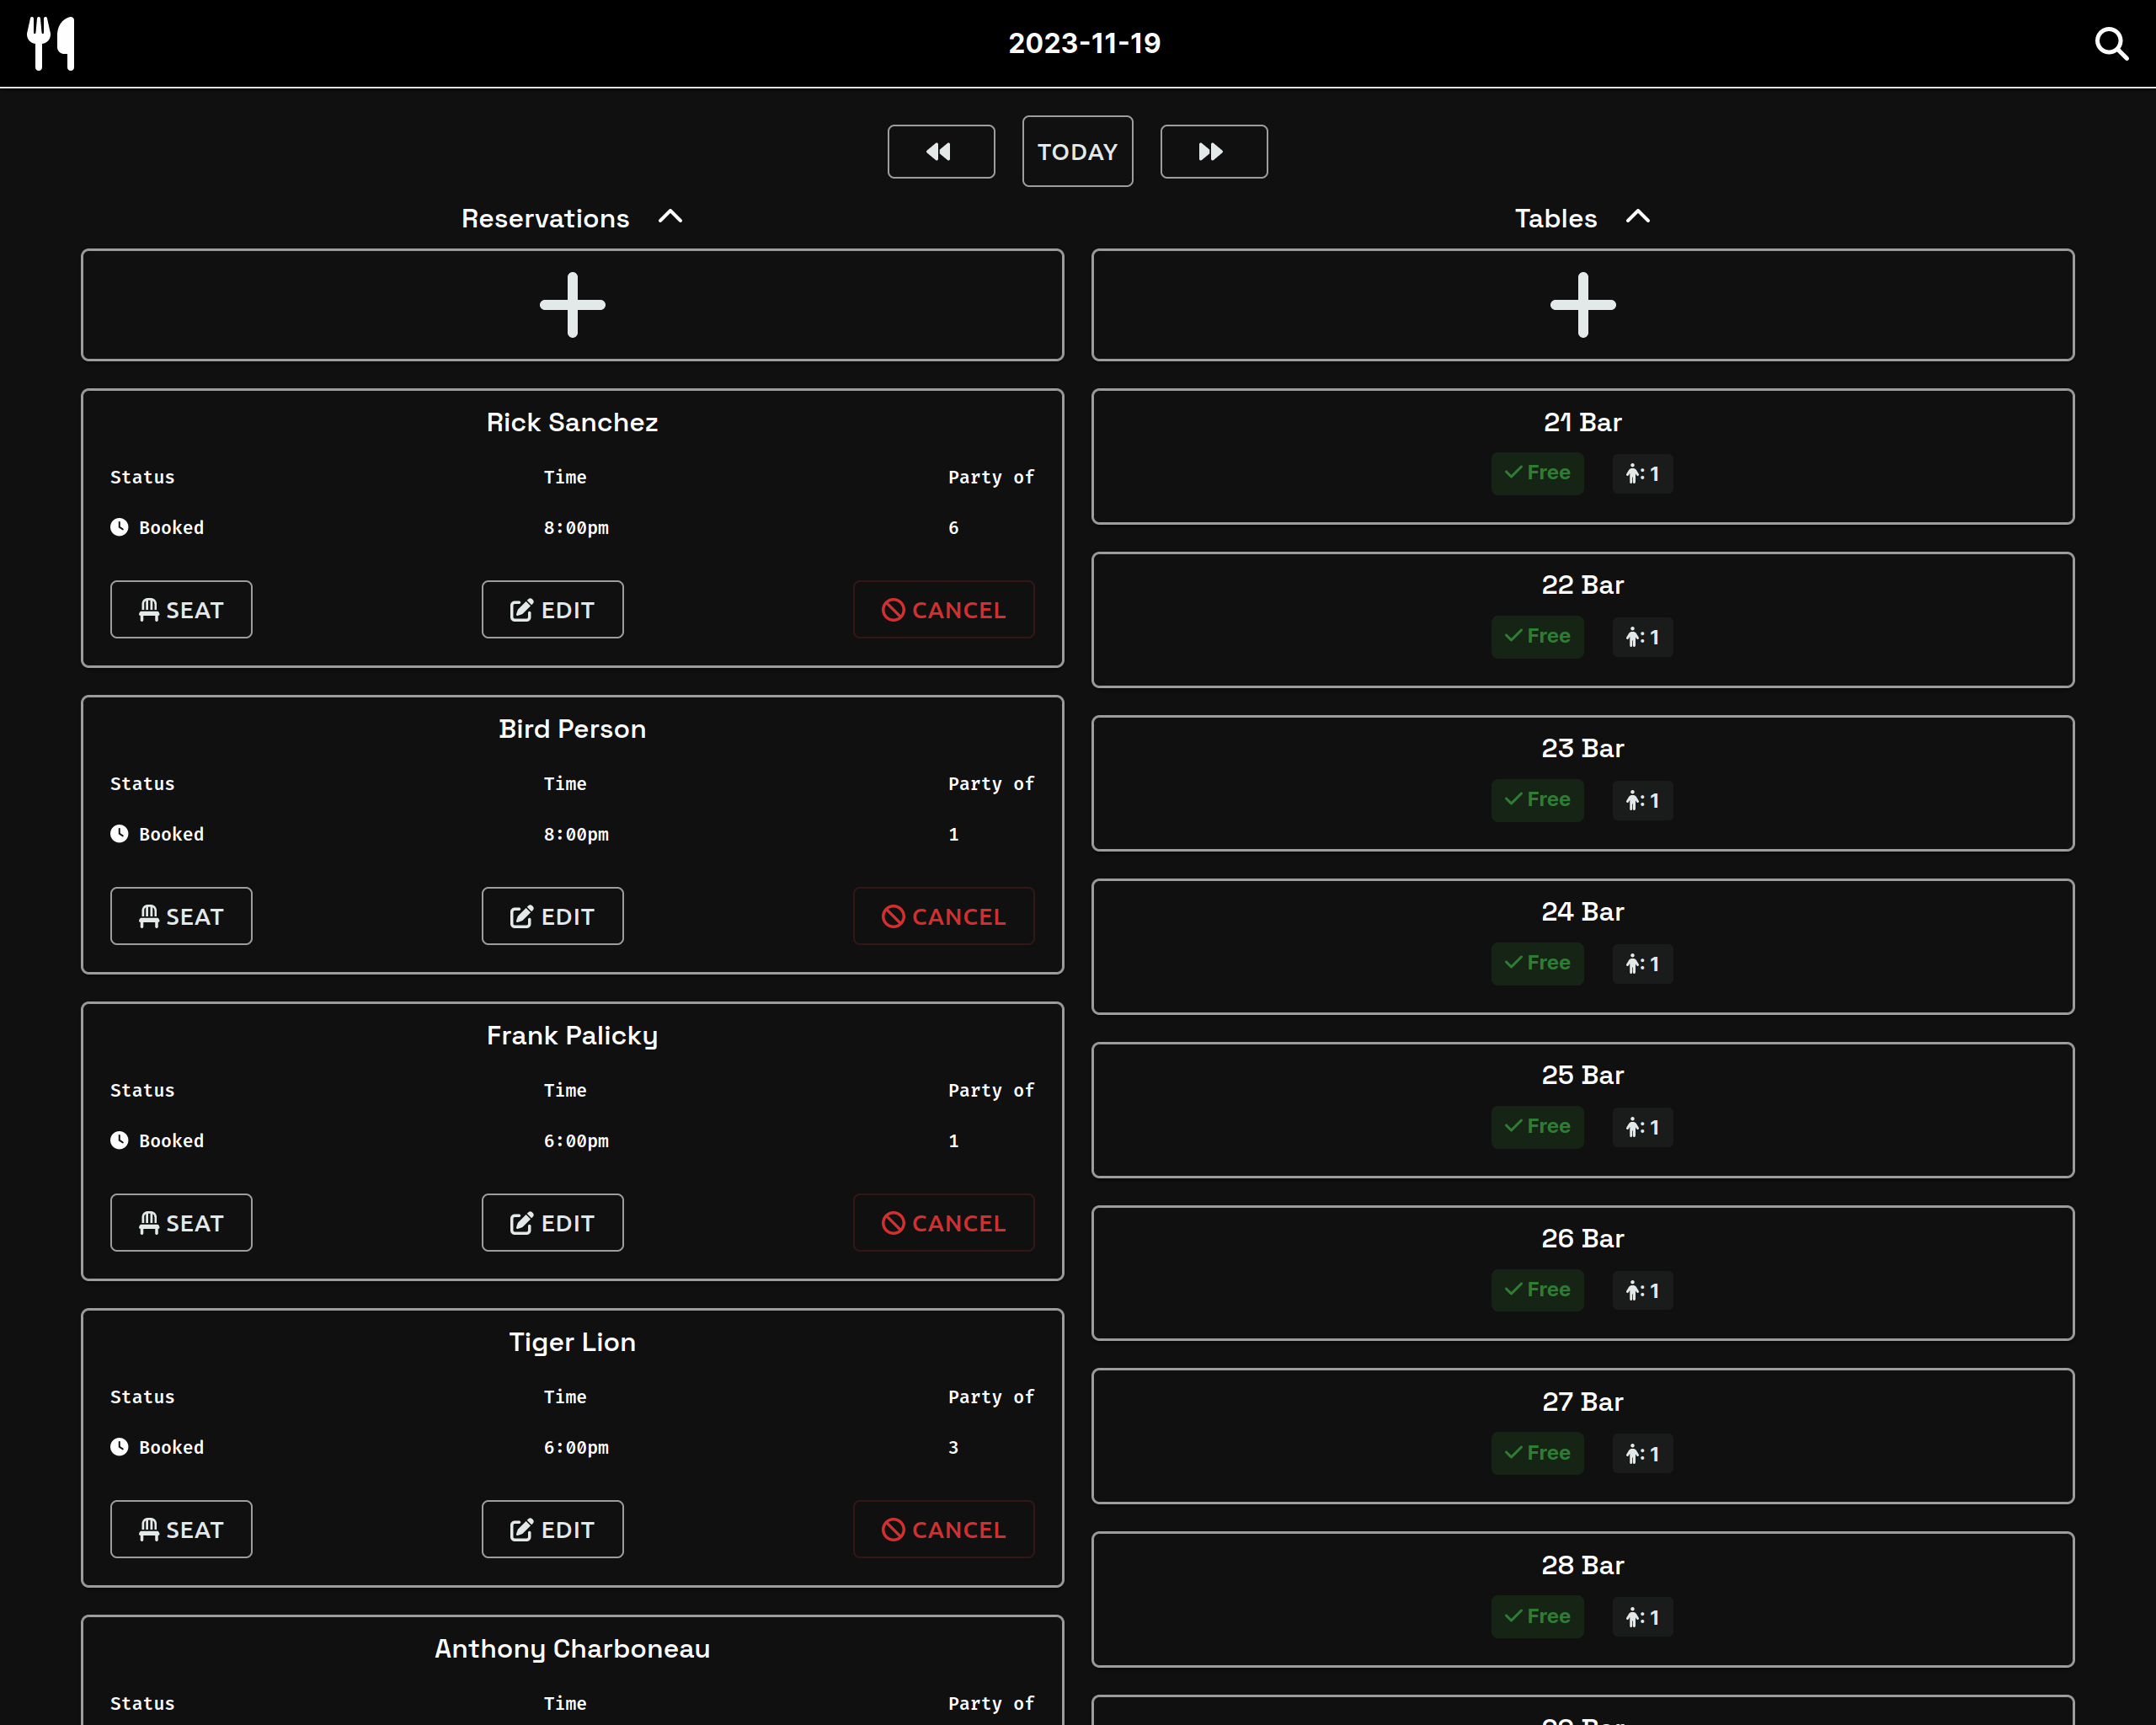 2023-11-19
TODAY
Reservations
Rick Sanchez
Status Time Party of
Booked 8:00pm 6
SEAT EDIT CANCEL
Bird Person
Status Time Party of
Booked 8:00pm 1
SEAT EDIT CANCEL
Frank Palicky
Status Time Party of
Booked 6:00pm 1
SEAT EDIT CANCEL
Tiger Lion
Status Time Party of
Booked 6:00pm 3
SEAT EDIT CANCEL
Anthony Charboneau
Status Time Party of
Tables
21 Bar
Free : 1
22 Bar
Free : 1
23 Bar
Free : 1
24 Bar
Free : 1
25 Bar
Free : 1
26 Bar
Free : 1
27 Bar
Free : 1
28 Bar
Free : 1